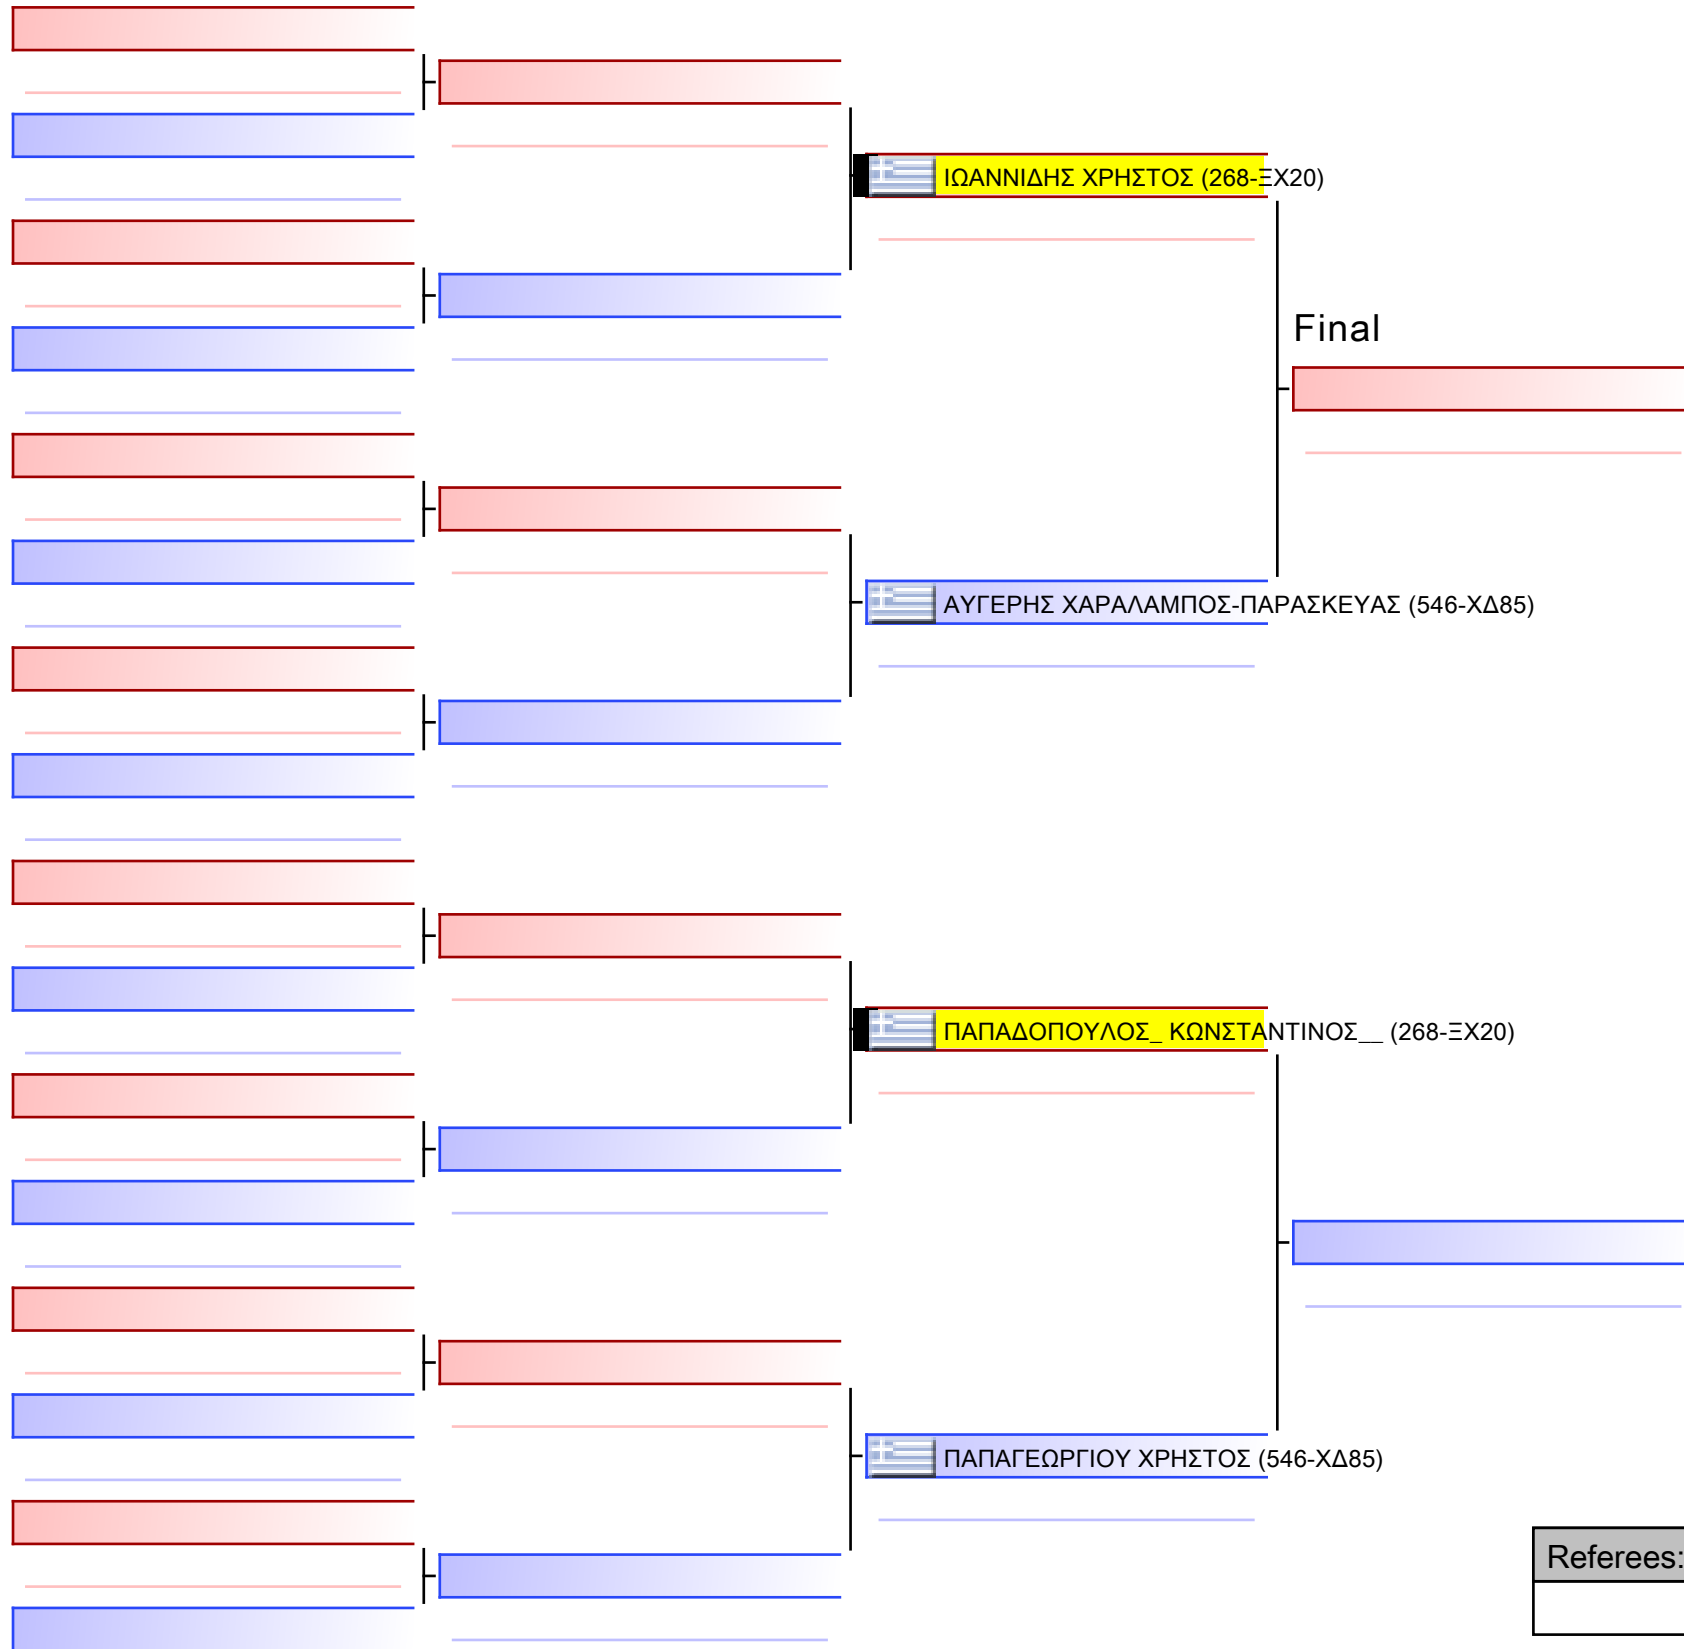 ΙΩΑΝΝΙΔΗΣ ΧΡΗΣΤΟΣ (268-ΞΧ20)
Final
ΑΥΓΕΡΗΣ ΧΑΡΑΛΑΜΠΟΣ-ΠΑΡΑΣΚΕΥΑΣ (546-ΧΔ85)
ΠΑΠΑΔΟΠΟΥΛΟΣ_ ΚΩΝΣΤΑΝΤΙΝΟΣ__ (268-ΞΧ20)
ΠΑΠΑΓΕΩΡΓΙΟΥ ΧΡΗΣΤΟΣ (546-ΧΔ85)
Referees: